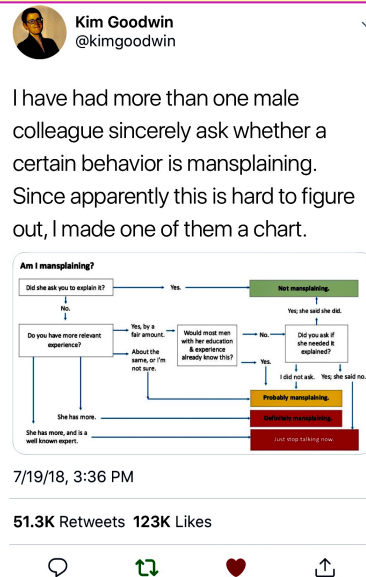 Kim Goodwin
@kimgoodwin
I have had more than one male
colleague sincerely ask whether a
certain behavior is mansplaining.
Since apparently this is hard to figure
out, I made one of them a chart.
Am I mansplaining?
Did she ask you to explain it?
Yes.
Not mansplaining.
No.
Yes; she said she did.
Do you have more relevant
experience?
Yes, by a
fair amount.
Would most men
with her education
& experience
already know this?
No.
Did you ask if
she needed it
explained?
About the
same, or I'm
not sure.
Yes.
I did not ask.
Yes; she said no.
Probably mansplaining.
She has more.
Definitely mansplaining.
She has more, and is a
well known expert.
Just stop talking now.
7/19/18, 3:36 PM
51.3K Retweets 123K Likes